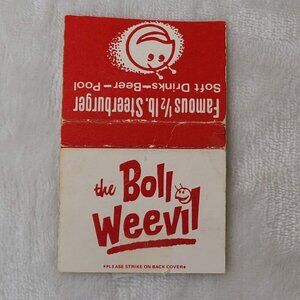 Famous ½ lb. Steerburger
Soft Drinks—Beer—Pool
the Boll
Weevil
★PLEASE STRIKE ON BACK COVER★